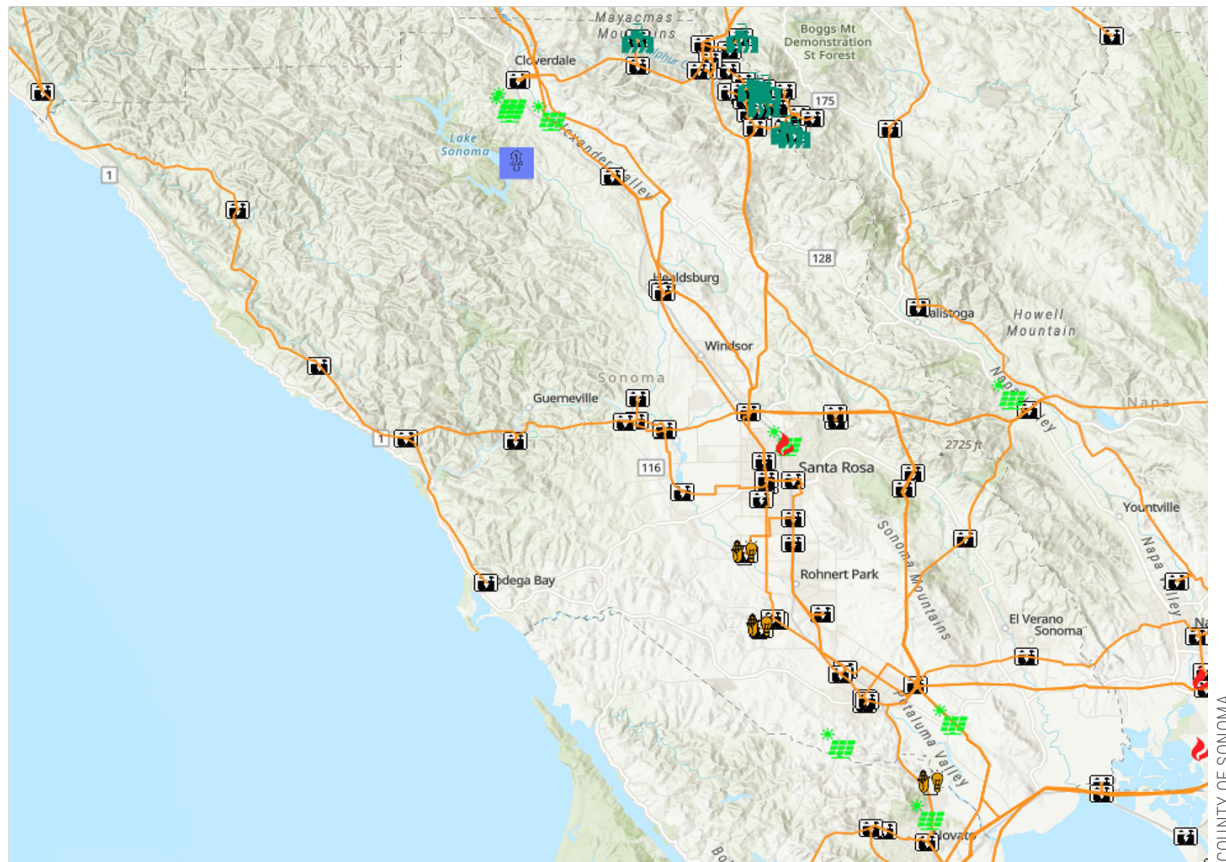 Mayacmas
Mountains
Boggs Mt
Demonstration
St Forest
Cloverdale
175
Lake
Sonoma
1
128
Healdsburg
Calistoga
Howell
Mountain
Windsor
Sonoma
Guerneville
Napa Valley
Napa
1
2725 ft
116
Santa Rosa
Yountville
Sonoma Mountains
Rohnert Park
Napa Valley
Bodega Bay
El Verano
Sonoma
Petaluma Valley
Novato
COUNTY OF SONOMA